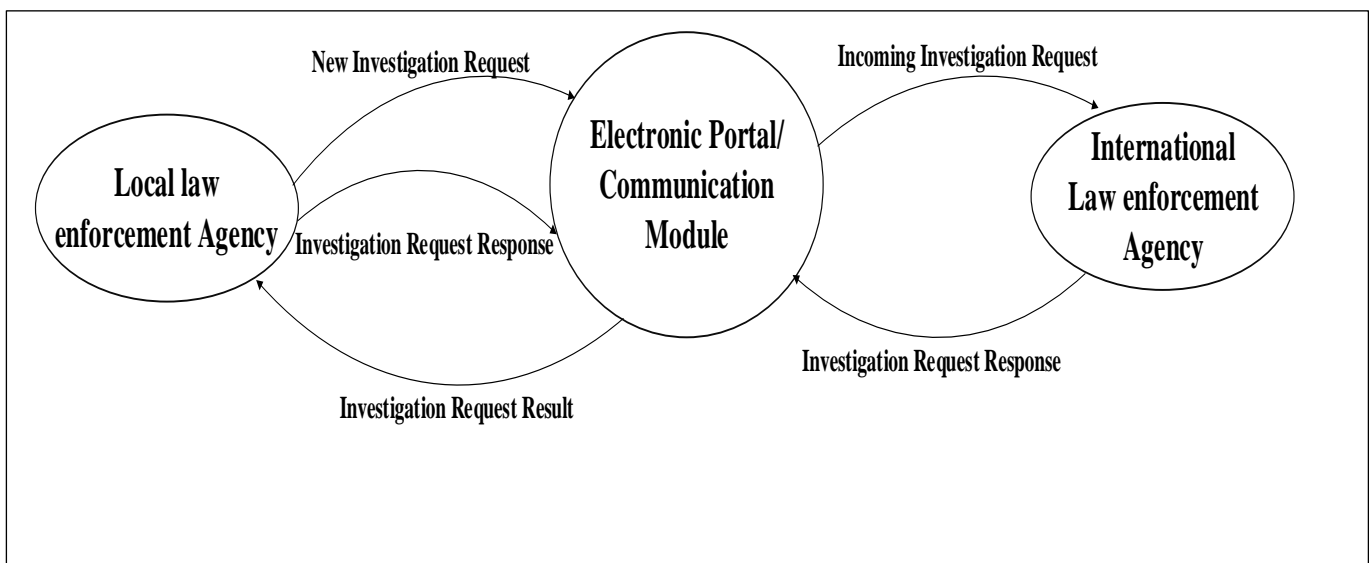 New Investigation Request
Incoming Investigation Request
Local law
enforcement Agency
Electronic Portal/
Communication
Module
International
Law enforcement
Agency
Investigation Request Response
Investigation Request Response
Investigation Request Result